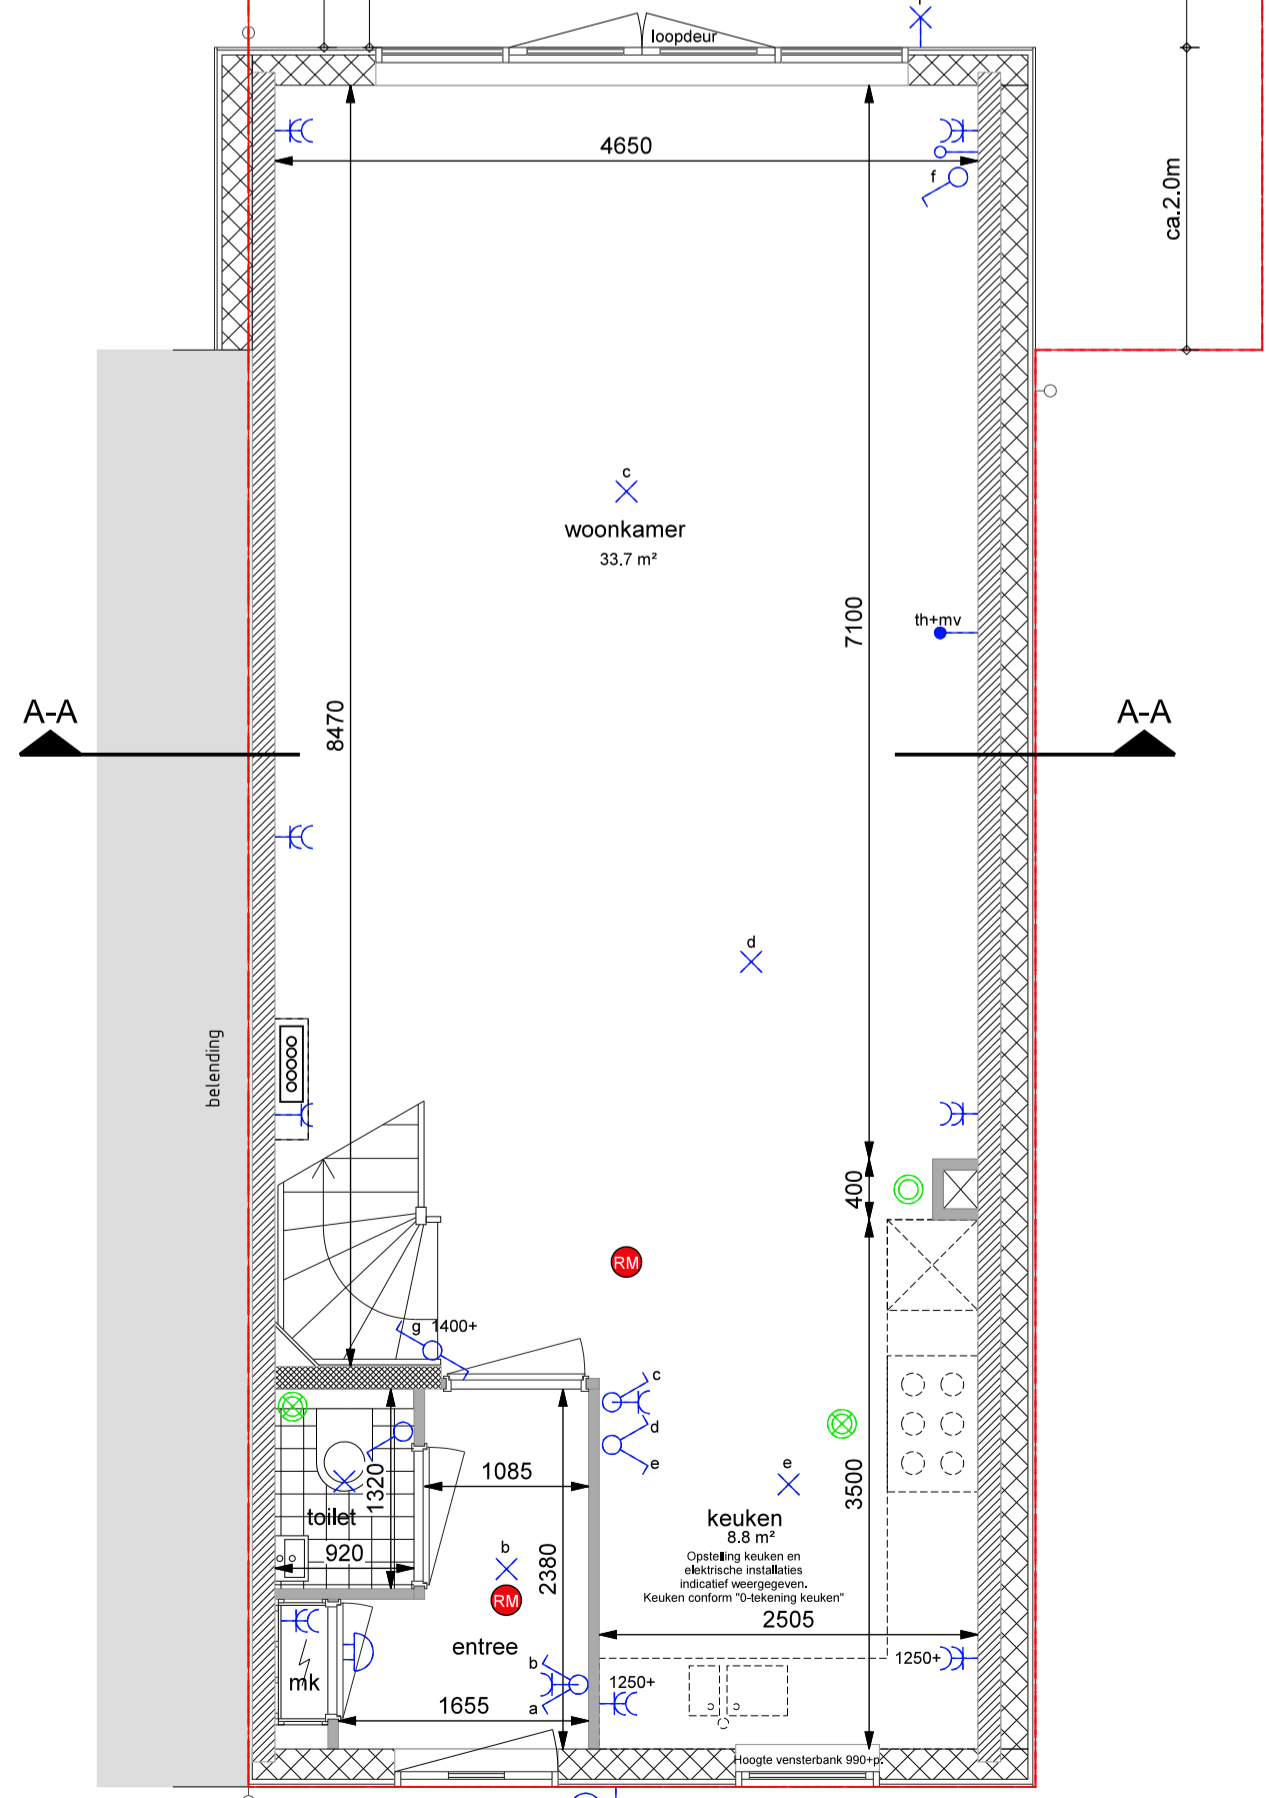 loopdeur
4650
f
ca.2.0m
c
woonkamer
33.7 m²
th+mv
7100
A-A
A-A
8470
d
belending
400
RM
g 1400+
c
d
e
e
1085
1320
toilet
920
3500
keuken
8.8 m²
Opstelling keuken en
elektrische installaties
indicatief weergegeven.
Keuken conform "0-tekening keuken"
b
RM
2380
2505
entree
mk
b
a
1250+
1250+
1655
Hoogte vensterbank 990+p.